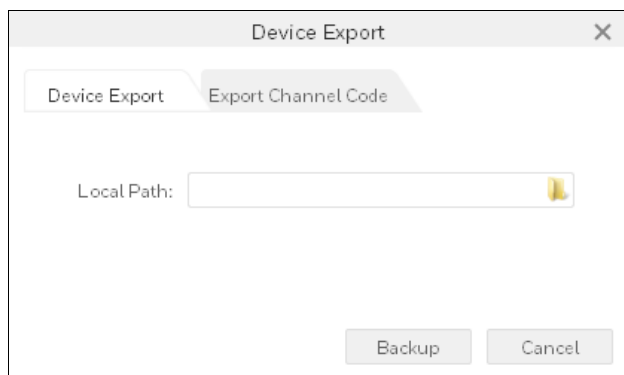 Device Export
Device Export Export Channel Code
Local Path:
Backup Cancel